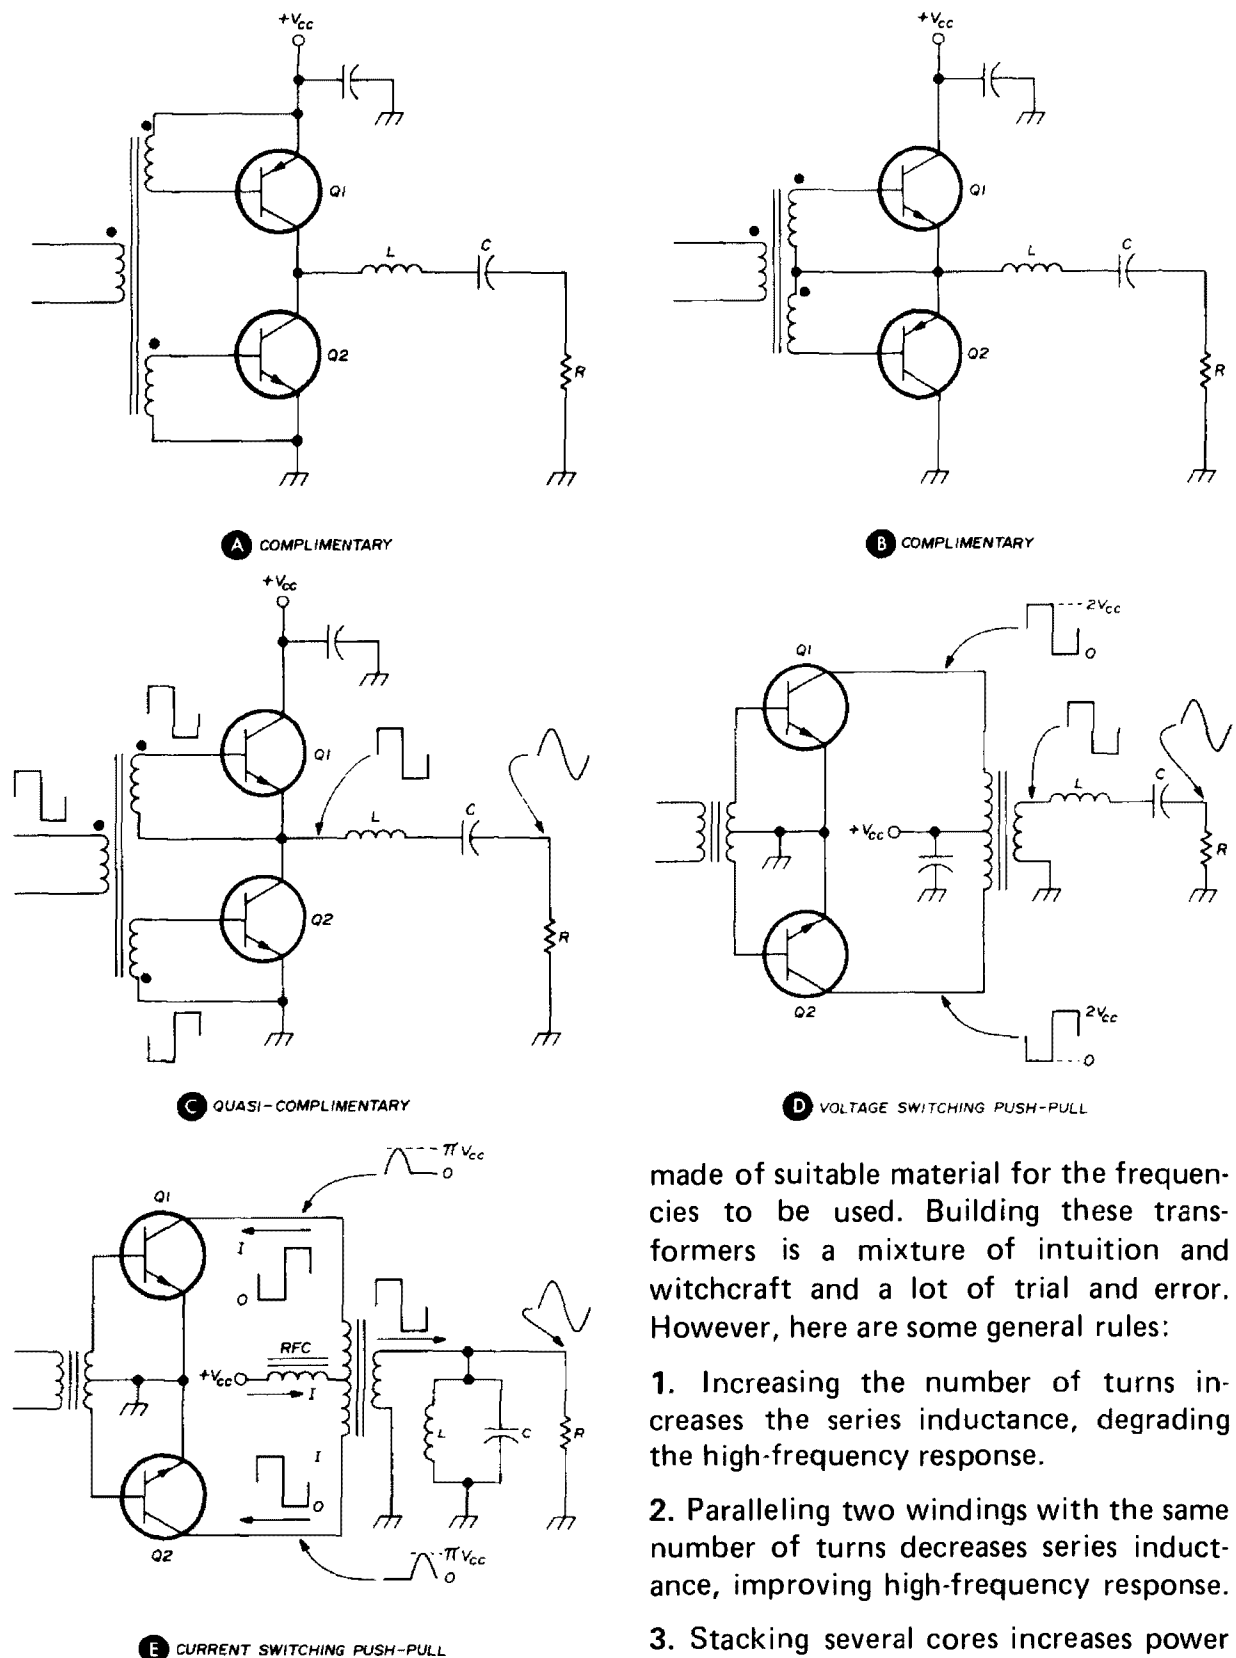 +Vcc
Q1
L
C
Q2
R
A COMPLIMENTARY
+Vcc
Q1
L
C
Q2
R
B COMPLIMENTARY
+Vcc
Q1
L
C
Q2
R
C QUASI-COMPLIMENTARY
2Vcc
0
Q1
L
C
+Vcc
R
Q2
2Vcc
0
D VOLTAGE SWITCHING PUSH-PULL
πVcc
0
Q1
I
0
RFC
+Vcc
I
L
C
R
I
0
Q2
πVcc
0
E CURRENT SWITCHING PUSH-PULL
made of suitable material for the frequen-
cies to be used. Building these trans-
formers is a mixture of intuition and
witchcraft and a lot of trial and error.
However, here are some general rules:
1. Increasing the number of turns in-
creases the series inductance, degrading
the high-frequency response.
2. Paralleling two windings with the same
number of turns decreases series induct-
ance, improving high-frequency response.
3. Stacking several cores increases power